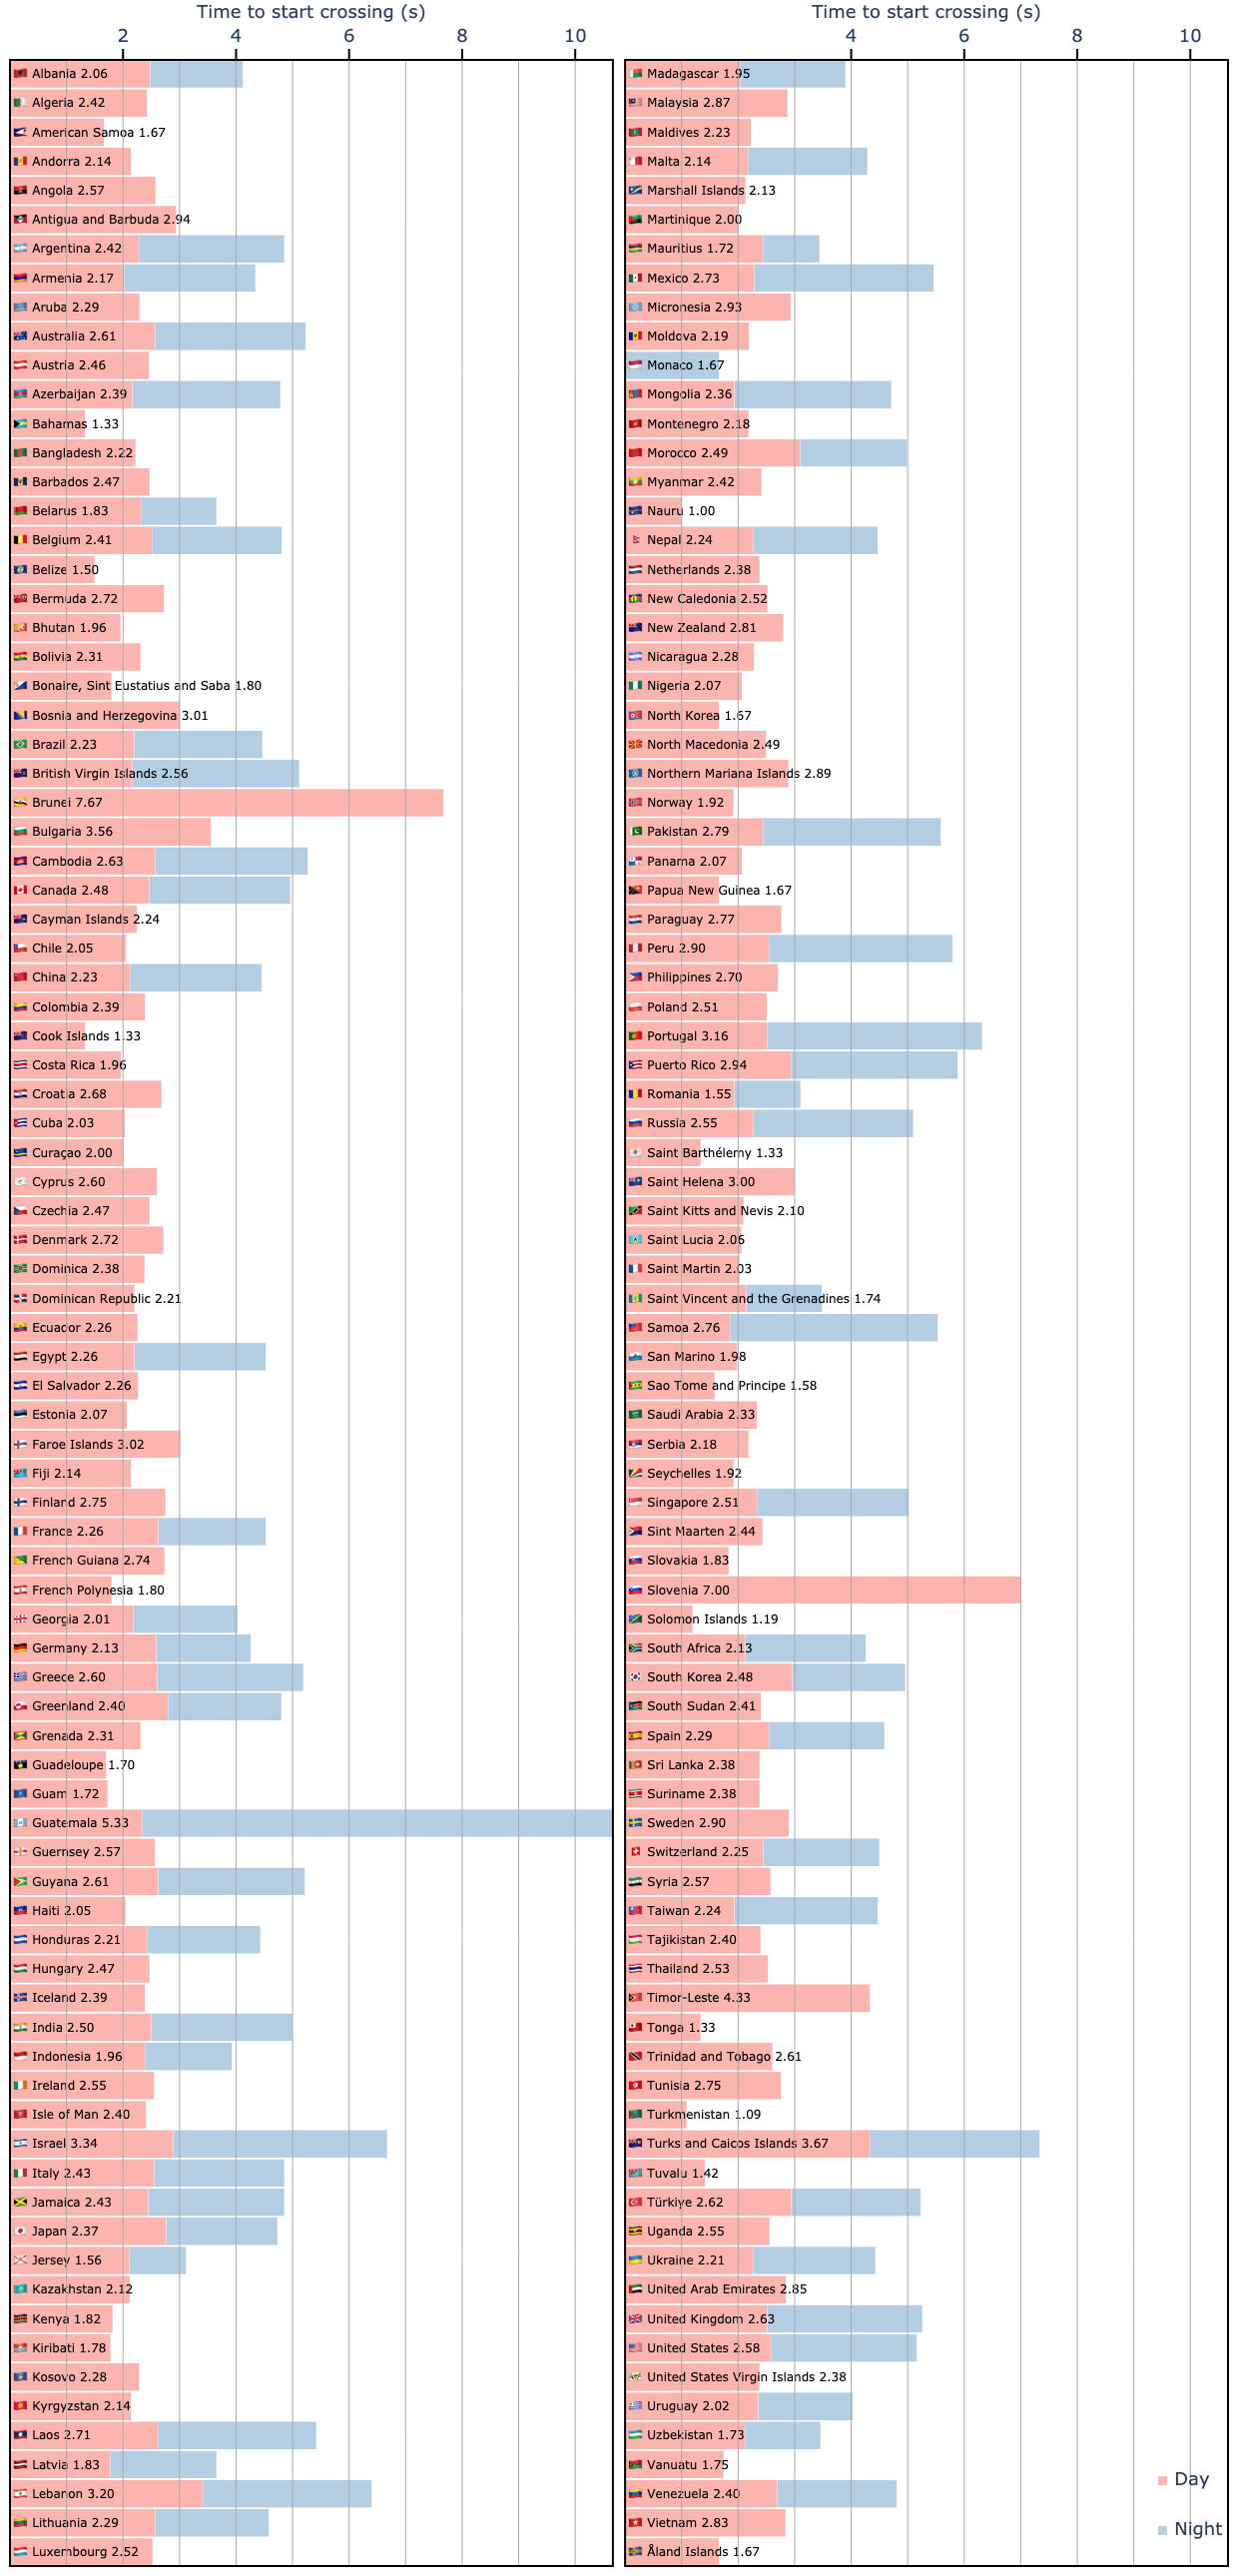 Time to start crossing (s)
2 4 6 8 10
Albania 2.06
Algeria 2.42
American Samoa 1.67
Andorra 2.14
Angola 2.57
Antigua and Barbuda 2.94
Argentina 2.42
Armenia 2.17
Aruba 2.29
Australia 2.61
Austria 2.46
Azerbaijan 2.39
Bahamas 1.33
Bangladesh 2.22
Barbados 2.47
Belarus 1.83
Belgium 2.41
Belize 1.50
Bermuda 2.72
Bhutan 1.96
Bolivia 2.31
Bonaire, Sint Eustatius and Saba 1.80
Bosnia and Herzegovina 3.01
Brazil 2.23
British Virgin Islands 2.56
Brunei 7.67
Bulgaria 3.56
Cambodia 2.63
Canada 2.48
Cayman Islands 2.24
Chile 2.05
China 2.23
Colombia 2.39
Cook Islands 1.33
Costa Rica 1.96
Croatia 2.68
Cuba 2.03
Curaçao 2.00
Cyprus 2.60
Czechia 2.47
Denmark 2.72
Dominica 2.38
Dominican Republic 2.21
Ecuador 2.26
Egypt 2.26
El Salvador 2.26
Estonia 2.07
Faroe Islands 3.02
Fiji 2.14
Finland 2.75
France 2.26
French Guiana 2.74
French Polynesia 1.80
Georgia 2.01
Germany 2.13
Greece 2.60
Greenland 2.40
Grenada 2.31
Guadeloupe 1.70
Guam 1.72
Guatemala 5.33
Guernsey 2.57
Guyana 2.61
Haiti 2.05
Honduras 2.21
Hungary 2.47
Iceland 2.39
India 2.50
Indonesia 1.96
Ireland 2.55
Isle of Man 2.40
Israel 3.34
Italy 2.43
Jamaica 2.43
Japan 2.37
Jersey 1.56
Kazakhstan 2.12
Kenya 1.82
Kiribati 1.78
Kosovo 2.28
Kyrgyzstan 2.14
Laos 2.71
Latvia 1.83
Lebanon 3.20
Lithuania 2.29
Luxembourg 2.52
Time to start crossing (s)
4 6 8 10
Madagascar 1.95
Malaysia 2.87
Maldives 2.23
Malta 2.14
Marshall Islands 2.13
Martinique 2.00
Mauritius 1.72
Mexico 2.73
Micronesia 2.93
Moldova 2.19
Monaco 1.67
Mongolia 2.36
Montenegro 2.18
Morocco 2.49
Myanmar 2.42
Nauru 1.00
Nepal 2.24
Netherlands 2.38
New Caledonia 2.52
New Zealand 2.81
Nicaragua 2.28
Nigeria 2.07
North Korea 1.67
North Macedonia 2.49
Northern Mariana Islands 2.89
Norway 1.92
Pakistan 2.79
Panama 2.07
Papua New Guinea 1.67
Paraguay 2.77
Peru 2.90
Philippines 2.70
Poland 2.51
Portugal 3.16
Puerto Rico 2.94
Romania 1.55
Russia 2.55
Saint Barthélemy 1.33
Saint Helena 3.00
Saint Kitts and Nevis 2.10
Saint Lucia 2.06
Saint Martin 2.03
Saint Vincent and the Grenadines 1.74
Samoa 2.76
San Marino 1.98
Sao Tome and Principe 1.58
Saudi Arabia 2.33
Serbia 2.18
Seychelles 1.92
Singapore 2.51
Sint Maarten 2.44
Slovakia 1.83
Slovenia 7.00
Solomon Islands 1.19
South Africa 2.13
South Korea 2.48
South Sudan 2.41
Spain 2.29
Sri Lanka 2.38
Suriname 2.38
Sweden 2.90
Switzerland 2.25
Syria 2.57
Taiwan 2.24
Tajikistan 2.40
Thailand 2.53
Timor-Leste 4.33
Tonga 1.33
Trinidad and Tobago 2.61
Tunisia 2.75
Turkmenistan 1.09
Turks and Caicos Islands 3.67
Tuvalu 1.42
Türkiye 2.62
Uganda 2.55
Ukraine 2.21
United Arab Emirates 2.85
United Kingdom 2.63
United States 2.58
United States Virgin Islands 2.38
Uruguay 2.02
Uzbekistan 1.73
Vanuatu 1.75
Venezuela 2.40
Vietnam 2.83
Åland Islands 1.67
Day
Night